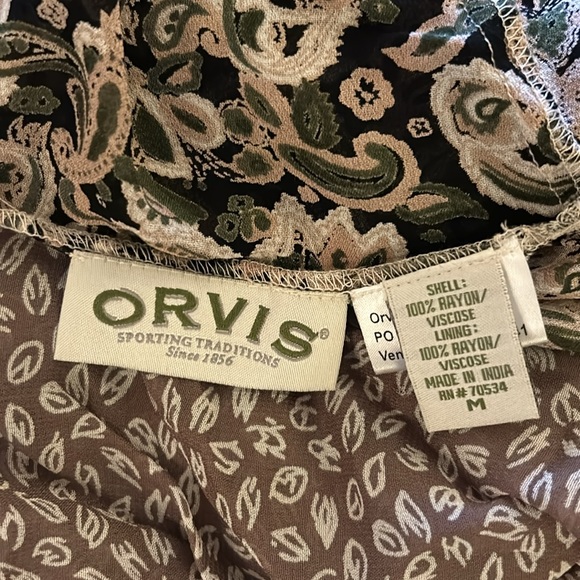 ORVIS®
SPORTING TRADITIONS
Since 1856
Orv
PO
Ven
SHELL:
100% RAYON/
VISCOSE
LINING:
100% RAYON/
VISCOSE
MADE IN INDIA
RN#70534
M